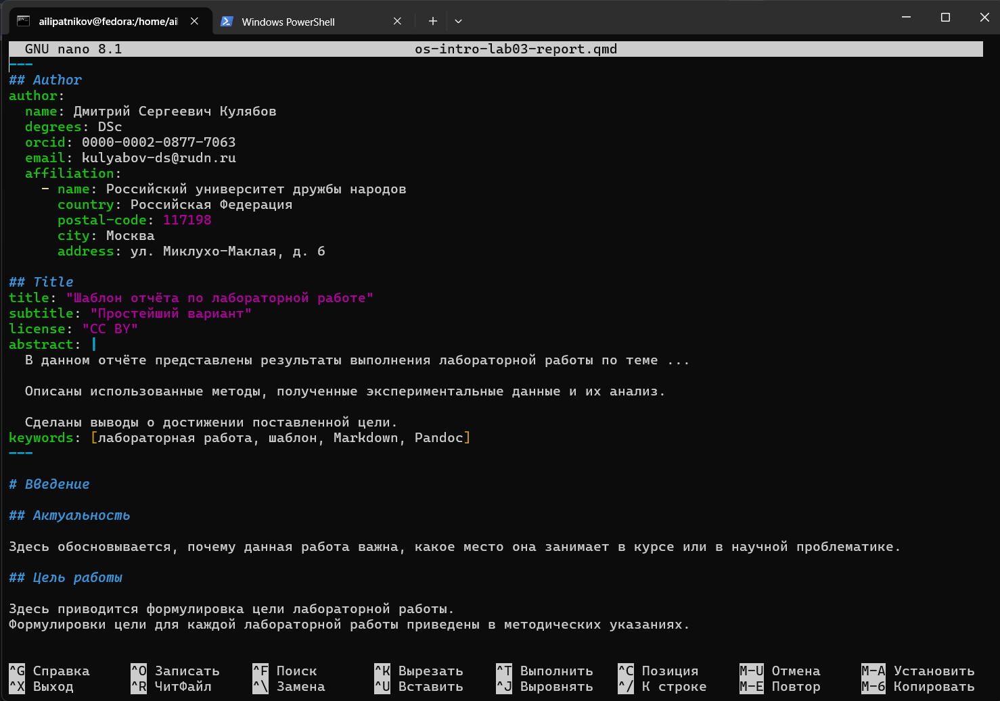 ailipatnikov@fedora:/home/ail
Windows PowerShell
GNU nano 8.1 os-intro-lab03-report.qmd
---
## Author
author:
  name: Дмитрий Сергеевич Кулябов
  degrees: DSc
  orcid: 0000-0002-0877-7063
  email: kulyabov-ds@rudn.ru
  affiliation:
    - name: Российский университет дружбы народов
      country: Российская Федерация
      postal-code: 117198
      city: Москва
      address: ул. Миклухо-Маклая, д. 6
## Title
title: "Шаблон отчёта по лабораторной работе"
subtitle: "Простейший вариант"
license: "CC BY"
abstract: |
  В данном отчёте представлены результаты выполнения лабораторной работы по теме ...
  Описаны использованные методы, полученные экспериментальные данные и их анализ.
  Сделаны выводы о достижении поставленной цели.
keywords: [лабораторная работа, шаблон, Markdown, Pandoc]
---
# Введение
## Актуальность
Здесь обосновывается, почему данная работа важна, какое место она занимает в курсе или в научной проблематике.
## Цель работы
Здесь приводится формулировка цели лабораторной работы.
Формулировки цели для каждой лабораторной работы приведены в методических указаниях.
^G Справка ^O Записать ^F Поиск ^K Вырезать ^T Выполнить ^C Позиция M-U Отмена M-A Установить
^X Выход ^R ЧитФайл ^\ Замена ^U Вставить ^J Выровнять ^/ К строке M-E Повтор M-6 Копировать